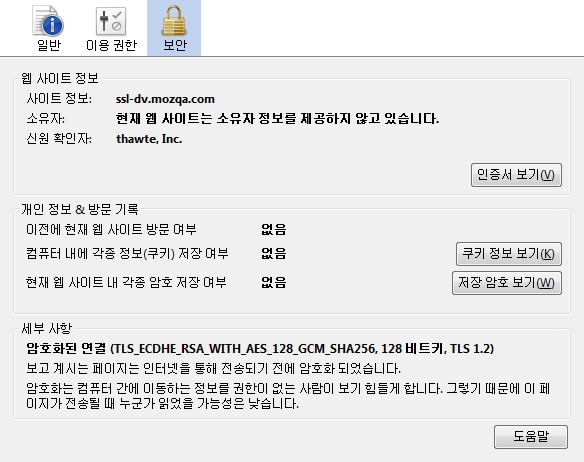 일반 이용 권한 보안
웹 사이트 정보
사이트 정보: ssl-dv.mozqa.com
소유자: 현재 웹 사이트는 소유자 정보를 제공하지 않고 있습니다.
신원 확인자: thawte, Inc.
인증서 보기(V)
개인 정보 & 방문 기록
이전에 현재 웹 사이트 방문 여부 없음
컴퓨터 내에 각종 정보(쿠키) 저장 여부 없음 쿠키 정보 보기(K)
현재 웹 사이트 내 각종 암호 저장 여부 없음 저장 암호 보기(W)
세부 사항
암호화된 연결 (TLS_ECDHE_RSA_WITH_AES_128_GCM_SHA256, 128 비트키, TLS 1.2)
보고 계시는 페이지는 인터넷을 통해 전송되기 전에 암호화 되었습니다.
암호화는 컴퓨터 간에 이동하는 정보를 권한이 없는 사람이 보기 힘들게 합니다. 그렇기 때문에 이 페
이지가 전송될 때 누군가 읽었을 가능성은 낮습니다.
도움말